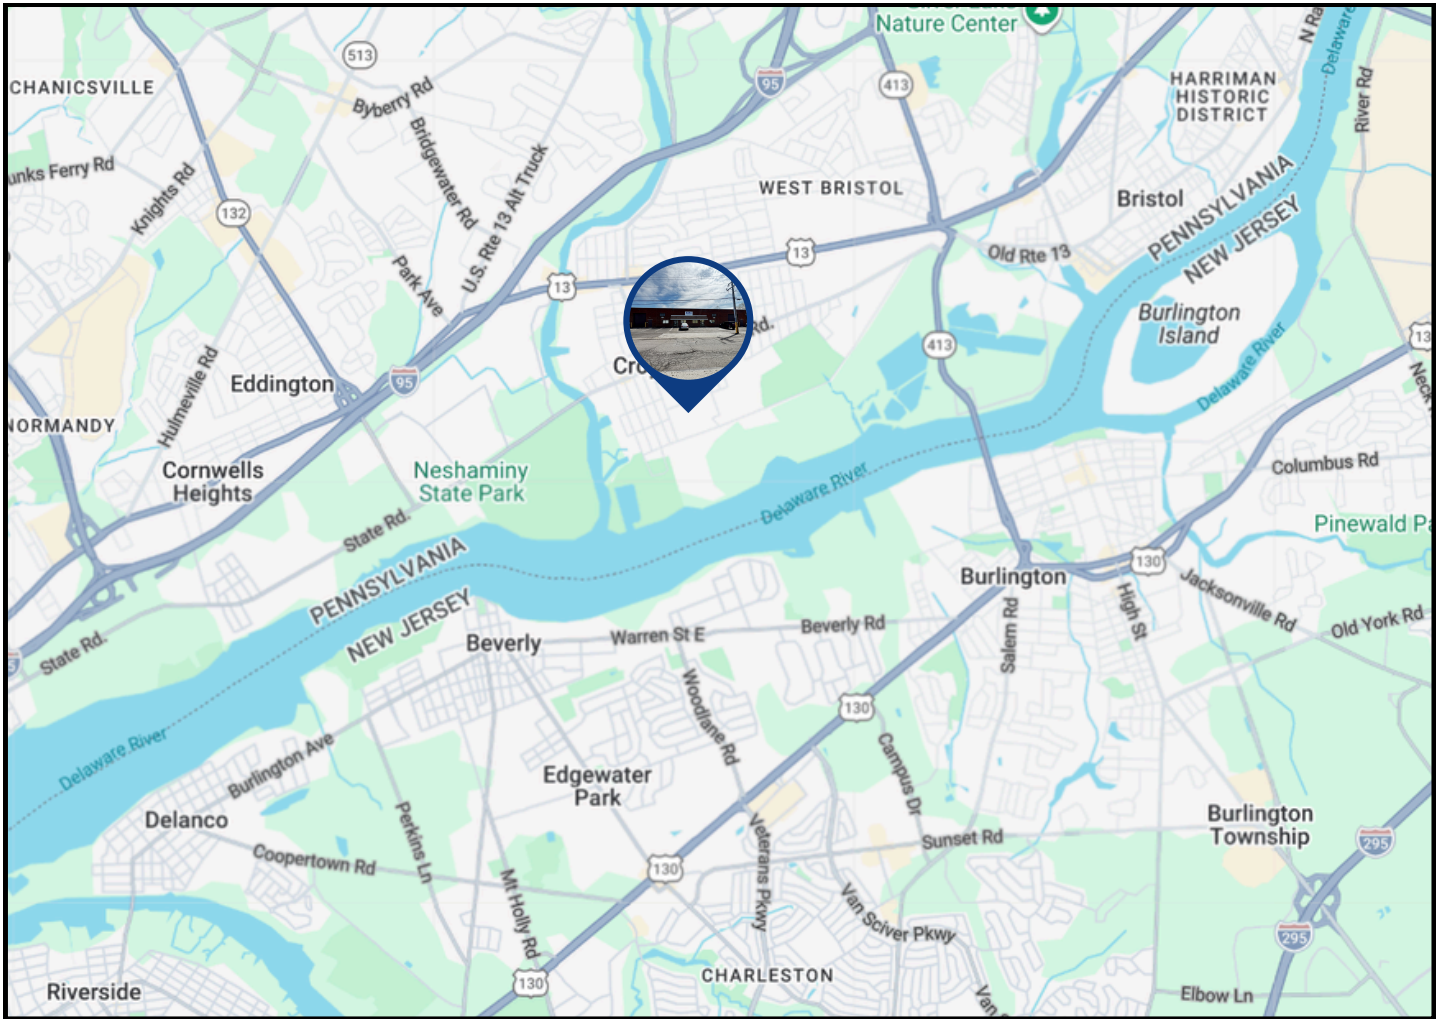 Nature Center
CHANICSVILLE
513
Byberry Rd
95
413
N Ra
Delaware
River Rd
HARRIMAN
HISTORIC
DISTRICT
unks Ferry Rd
Knights Rd
Bridgewater Rd
U.S. Rte 13 Alt Truck
132
WEST BRISTOL
Bristol
PENNSYLVANIA
NEW JERSEY
13
Old Rte 13
Park Ave
13
Rd.
Burlington
Island
Delaware River
413
13
Neck
Hulmeville Rd
Eddington
95
Cro
NORMANDY
Cornwells
Heights
Neshaminy
State Park
Delaware River
Columbus Rd
State Rd.
Pinewald Pa
PENNSYLVANIA
NEW JERSEY
Burlington
130
High St
Jacksonville Rd
Old York Rd
Salem Rd
State Rd.
Beverly
Warren St E
Beverly Rd
Woodlane Rd
130
Campus Dr
Delaware River
Burlington Ave
Edgewater
Park
Delanco
Perkins Ln
Coopertown Rd
Veterans Pkwy
Sunset Rd
Burlington
Township
295
130
Mt Holly Rd
Van Sciver Pkwy
295
CHARLESTON
130
Riverside
Van S
Elbow Ln